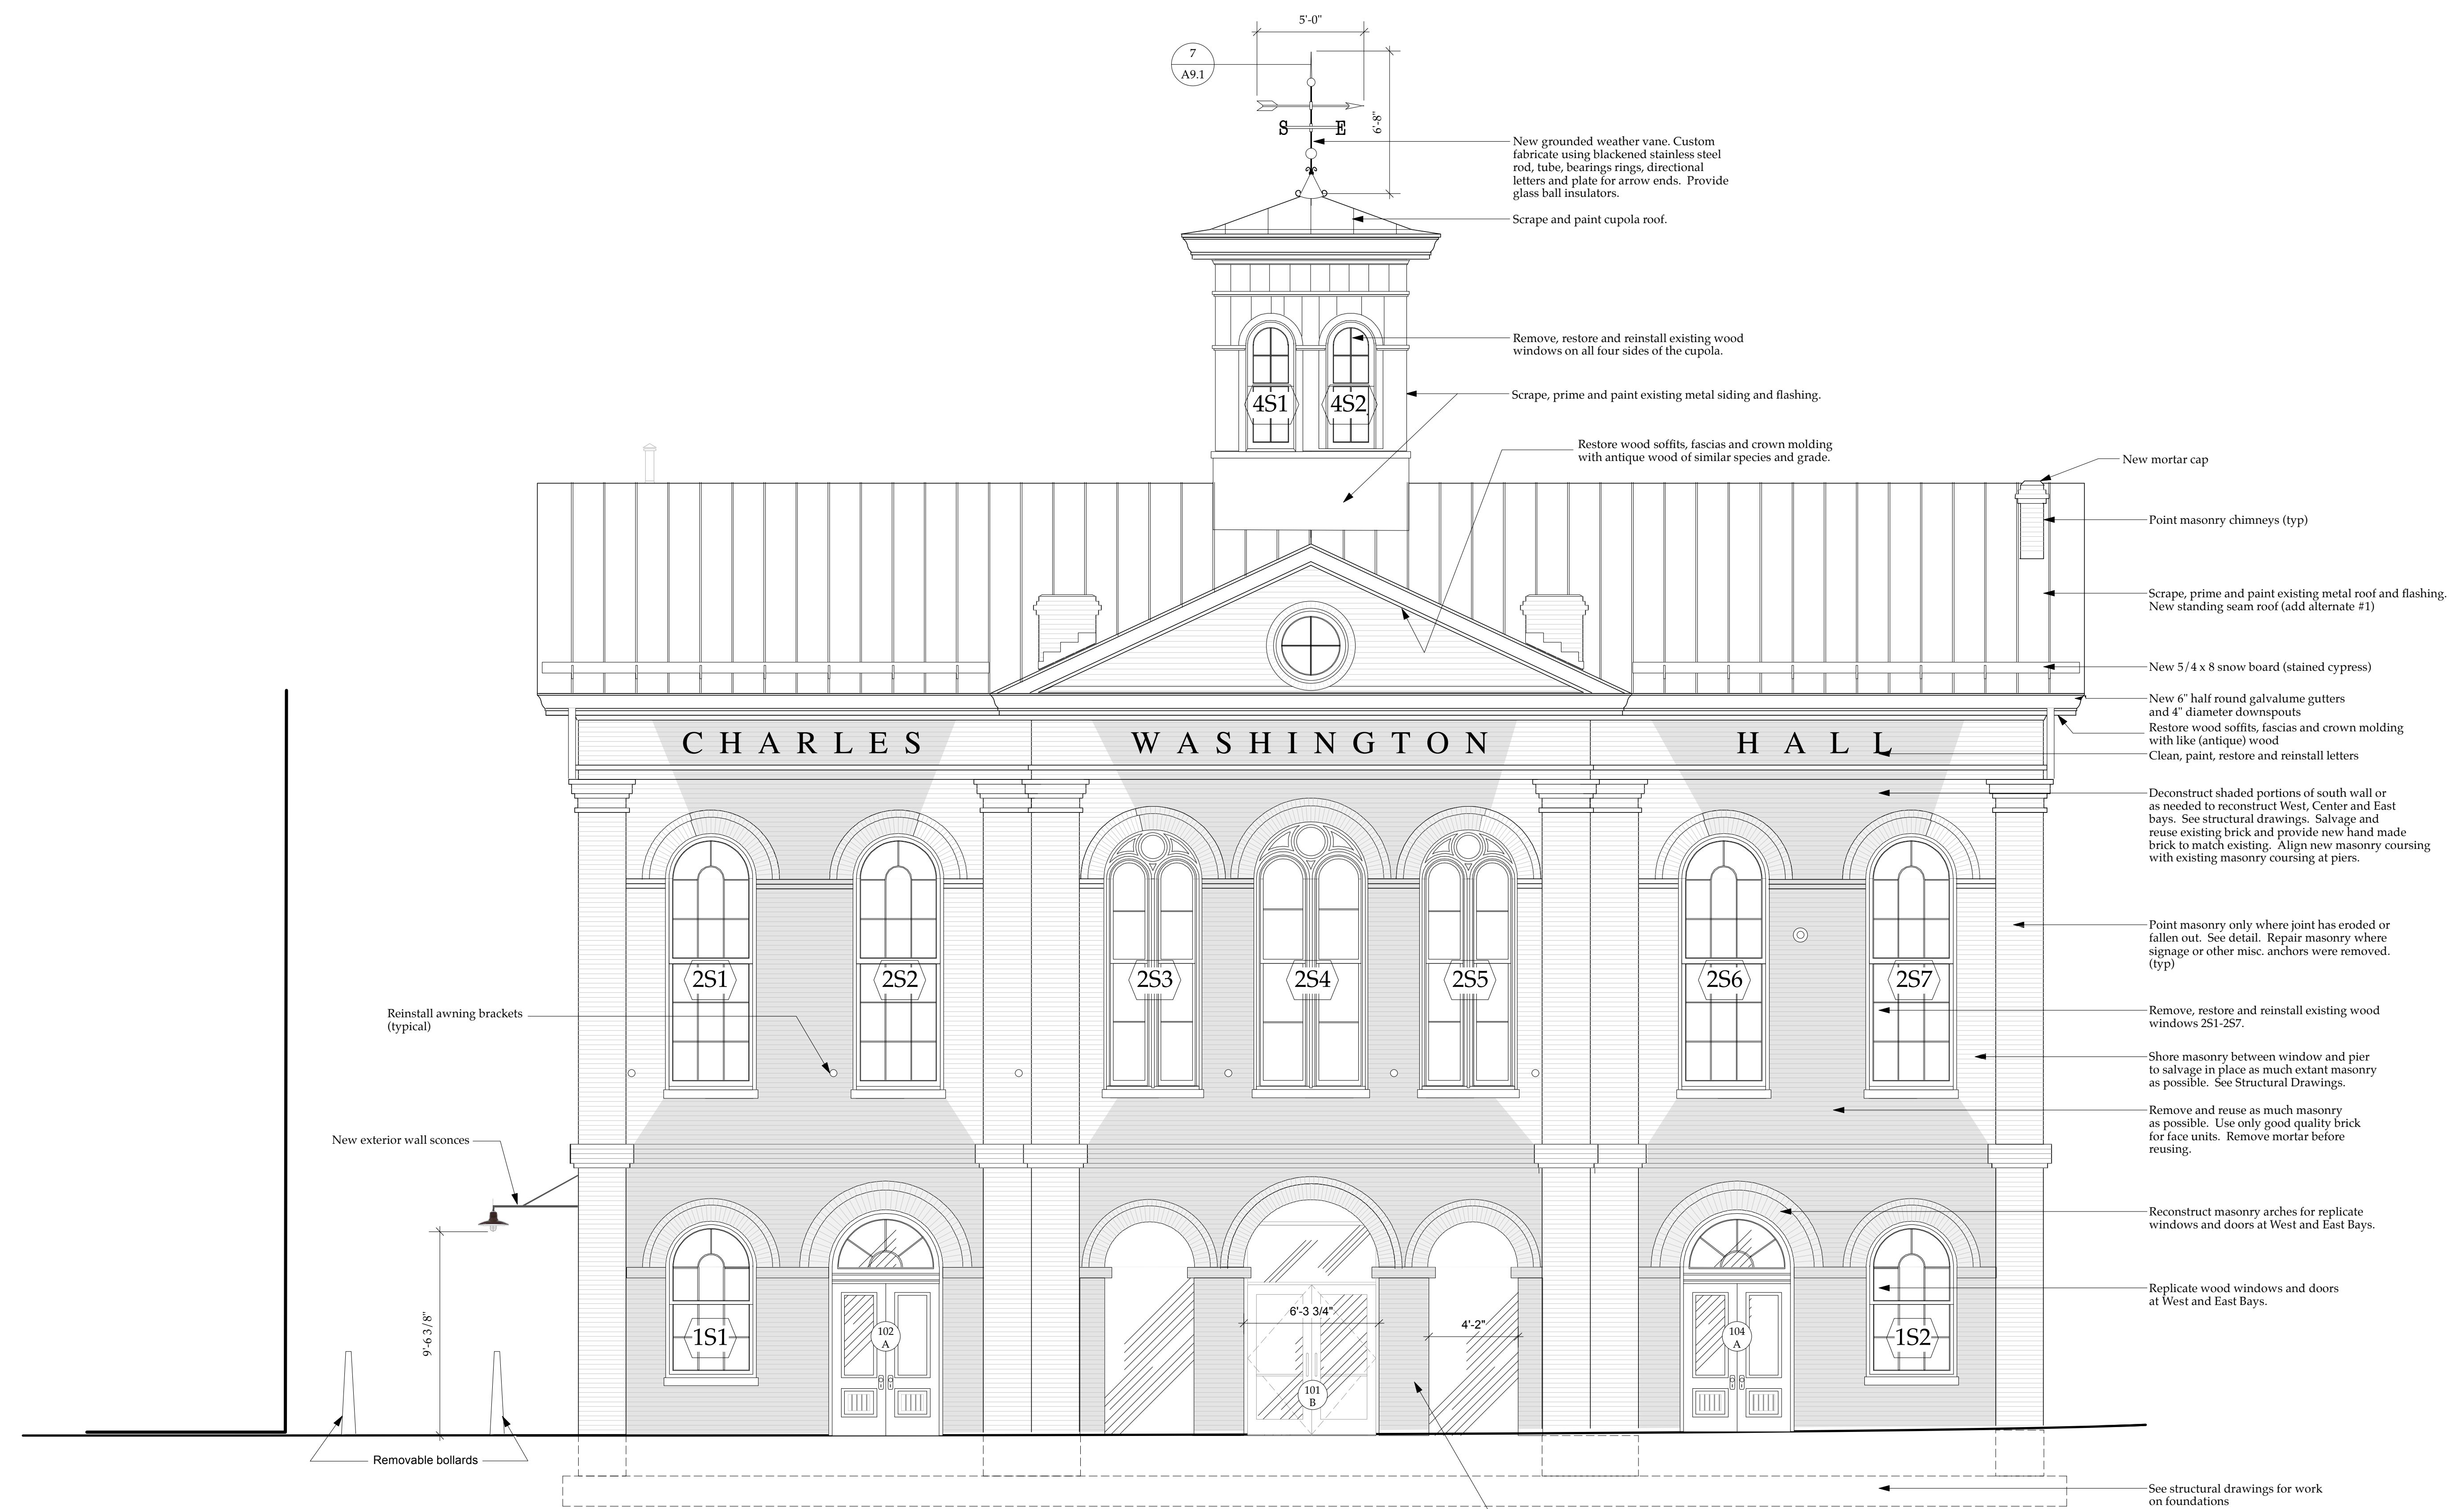 5'-0"
7
A9.1
6'-8"
S E
New grounded weather vane. Custom
fabricate using blackened stainless steel
rod, tube, bearings rings, directional
letters and plate for arrow ends. Provide
glass ball insulators.
Scrape and paint cupola roof.
Remove, restore and reinstall existing wood
windows on all four sides of the cupola.
4S1 4S2
Scrape, prime and paint existing metal siding and flashing.
Restore wood soffits, fascias and crown molding
with antique wood of similar species and grade.
New mortar cap
Point masonry chimneys (typ)
Scrape, prime and paint existing metal roof and flashing.
New standing seam roof (add alternate #1)
New 5/4 x 8 snow board (stained cypress)
New 6" half round galvalume gutters
and 4" diameter downspouts
Restore wood soffits, fascias and crown molding
with like (antique) wood
CHARLES WASHINGTON HALL
Clean, paint, restore and reinstall letters
Deconstruct shaded portions of south wall or
as needed to reconstruct West, Center and East
bays. See structural drawings. Salvage and
reuse existing brick and provide new hand made
brick to match existing. Align new masonry coursing
with existing masonry coursing at piers.
Point masonry only where joint has eroded or
fallen out. See detail. Repair masonry where
signage or other misc. anchors were removed.
(typ)
2S1 2S2 2S3 2S4 2S5 2S6 2S7
Reinstall awning brackets
(typical)
Remove, restore and reinstall existing wood
windows 2S1-2S7.
Shore masonry between window and pier
to salvage in place as much extant masonry
as possible. See Structural Drawings.
Remove and reuse as much masonry
as possible. Use only good quality brick
for face units. Remove mortar before
reusing.
New exterior wall sconces
Reconstruct masonry arches for replicate
windows and doors at West and East Bays.
Replicate wood windows and doors
at West and East Bays.
9'-6 3/8"
6'-3 3/4"
4'-2"
1S1
102
A
101
B
104
A
1S2
Removable bollards
See structural drawings for work
on foundations